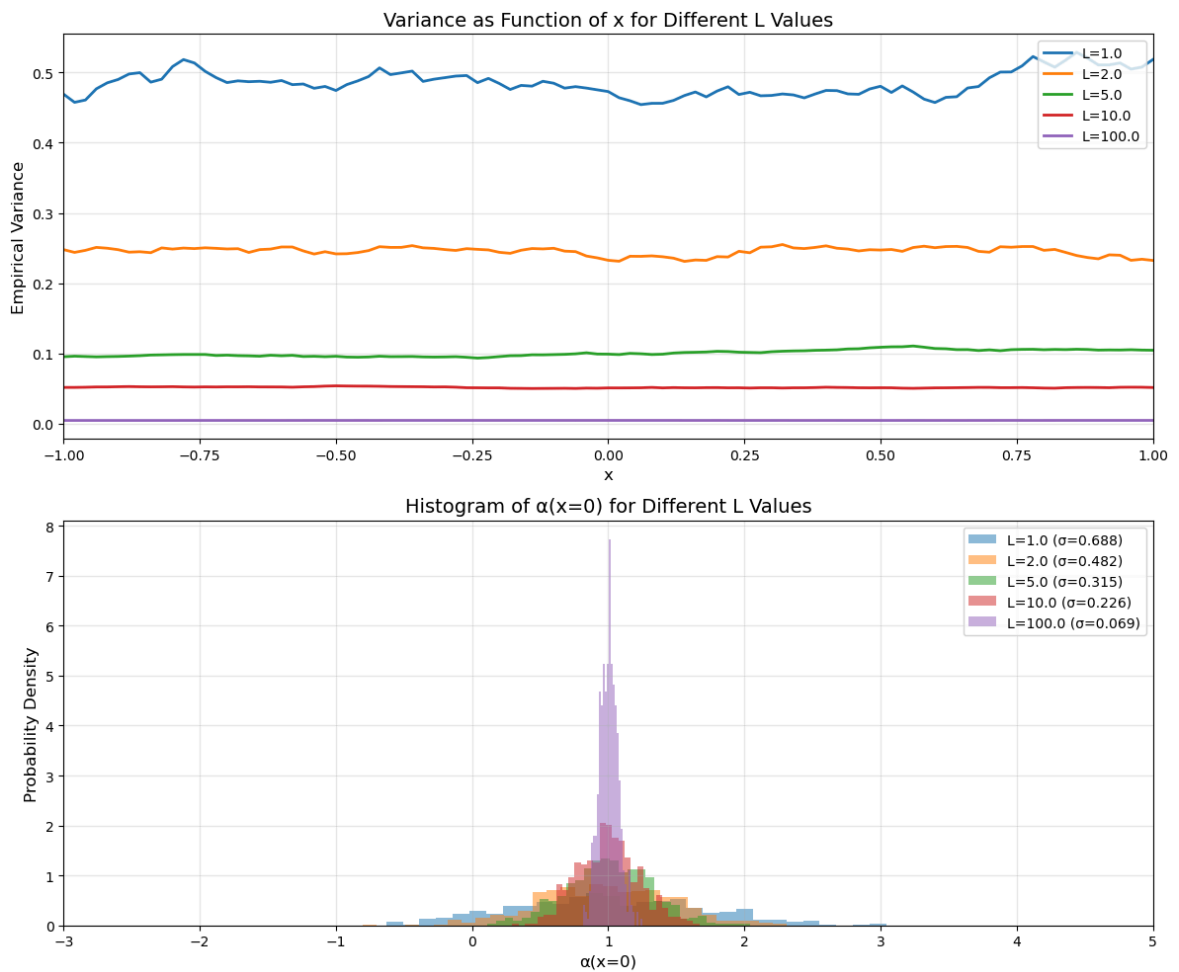 Variance as Function of x for Different L Values
Empirical Variance
0.5
0.4
0.3
0.2
0.1
0.0
L=1.0
L=2.0
L=5.0
L=10.0
L=100.0
−1.00 −0.75 −0.50 −0.25 0.00 0.25 0.50 0.75 1.00
x
Histogram of α(x=0) for Different L Values
Probability Density
8
7
6
5
4
3
2
1
0
L=1.0 (σ=0.688)
L=2.0 (σ=0.482)
L=5.0 (σ=0.315)
L=10.0 (σ=0.226)
L=100.0 (σ=0.069)
−3 −2 −1 0 1 2 3 4 5
α(x=0)